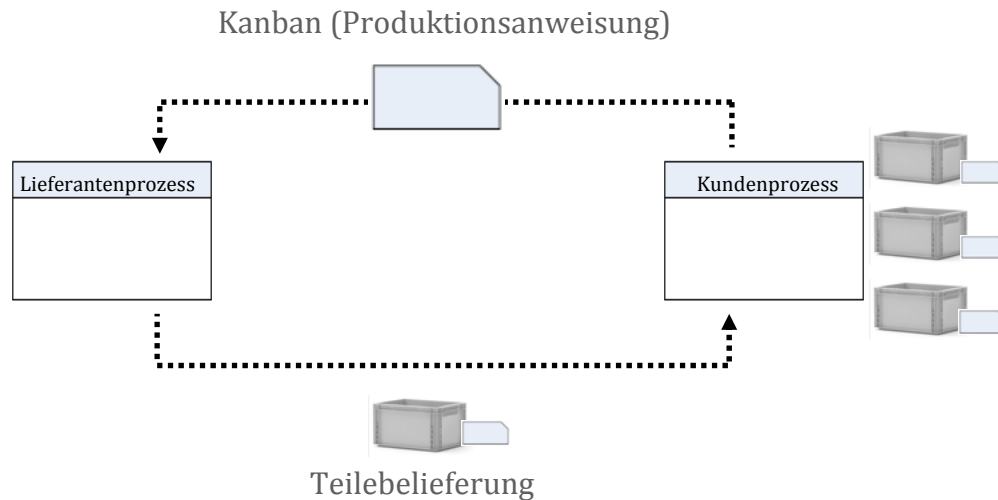 Kanban (Produktionsanweisung)
Lieferantenprozess
Kundenprozess
Teilebelieferung